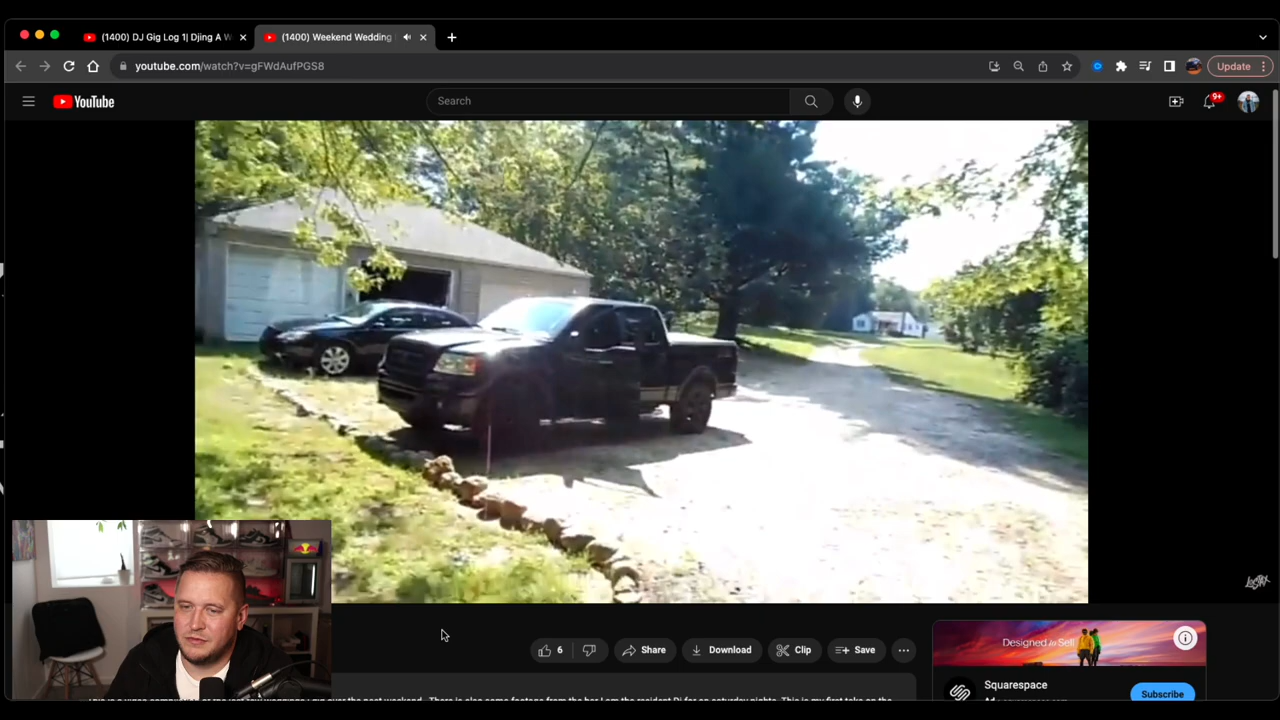 (1400) DJ Gig Log 1| Djing A W
(1400) Weekend Wedding
youtube.com/watch?v=gFWdAufPGS8
Update
YouTube
Search
9+
6
Share
Download
Clip
Save
Designed to Sell
Squarespace
Subscribe